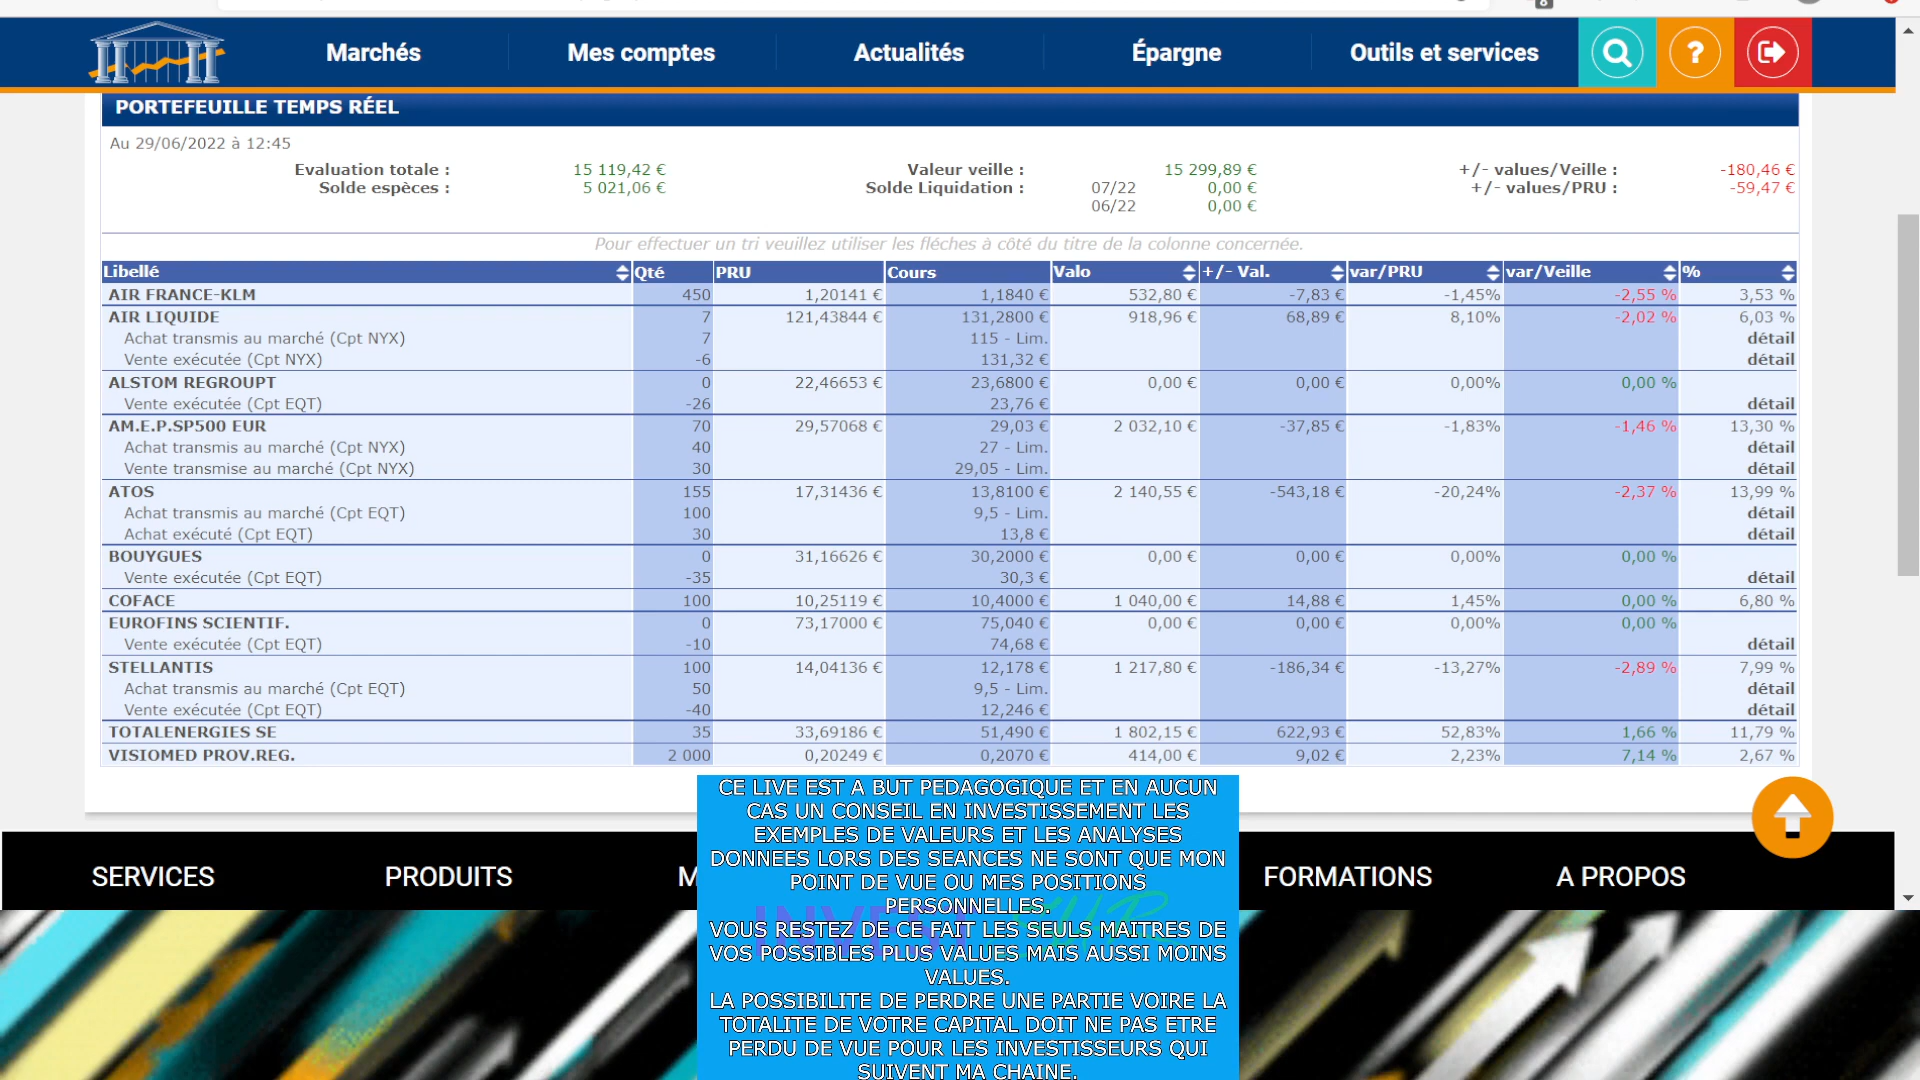 8
Marchés Mes comptes Actualités Épargne Outils et services ?
PORTEFEUILLE TEMPS RÉEL
Au 29/06/2022 à 12:45
Evaluation totale : 15 119,42 € Valeur veille : 15 299,89 € +/- values/Veille : -180,46 €
Solde espèces : 5 021,06 € Solde Liquidation : 07/22 0,00 € +/- values/PRU : -59,47 €
06/22 0,00 €
Pour effectuer un tri veuillez utiliser les fléches à côté du titre de la colonne concernée.
Libellé Qté PRU Cours Valo +/- Val. var/PRU var/Veille %
AIR FRANCE-KLM 450 1,20141 € 1,1840 € 532,80 € -7,83 € -1,45% -2,55 % 3,53 %
AIR LIQUIDE 7 121,43844 € 131,2800 € 918,96 € 68,89 € 8,10% -2,02 % 6,03 %
Achat transmis au marché (Cpt NYX) 7 115 - Lim. détail
Vente exécutée (Cpt NYX) -6 131,32 € détail
ALSTOM REGROUPT 0 22,46653 € 23,6800 € 0,00 € 0,00 € 0,00% 0,00 %
Vente exécutée (Cpt EQT) -26 23,76 € détail
AM.E.P.SP500 EUR 70 29,57068 € 29,03 € 2 032,10 € -37,85 € -1,83% -1,46 % 13,30 %
Achat transmis au marché (Cpt NYX) 40 27 - Lim. détail
Vente transmise au marché (Cpt NYX) 30 29,05 - Lim. détail
ATOS 155 17,31436 € 13,8100 € 2 140,55 € -543,18 € -20,24% -2,37 % 13,99 %
Achat transmis au marché (Cpt EQT) 100 9,5 - Lim. détail
Achat exécuté (Cpt EQT) 30 13,8 € détail
BOUYGUES 0 31,16626 € 30,2000 € 0,00 € 0,00 € 0,00% 0,00 %
Vente exécutée (Cpt EQT) -35 30,3 € détail
COFACE 100 10,25119 € 10,4000 € 1 040,00 € 14,88 € 1,45% 0,00 % 6,80 %
EUROFINS SCIENTIF. 0 73,17000 € 75,040 € 0,00 € 0,00 € 0,00% 0,00 %
Vente exécutée (Cpt EQT) -10 74,68 € détail
STELLANTIS 100 14,04136 € 12,178 € 1 217,80 € -186,34 € -13,27% -2,89 % 7,99 %
Achat transmis au marché (Cpt EQT) 50 9,5 - Lim. détail
Vente exécutée (Cpt EQT) -40 12,246 € détail
TOTALENERGIES SE 35 33,69186 € 51,490 € 1 802,15 € 622,93 € 52,83% 1,66 % 11,79 %
VISIOMED PROV.REG. 2 000 0,20249 € 0,2070 € 414,00 € 9,02 € 2,23% 7,14 % 2,67 %
SERVICES PRODUITS M FORMATIONS A PROPOS
CE LIVE EST A BUT PEDAGOGIQUE ET EN AUCUN
CAS UN CONSEIL EN INVESTISSEMENT LES
EXEMPLES DE VALEURS ET LES ANALYSES
DONNEES LORS DES SEANCES NE SONT QUE MON
POINT DE VUE OU MES POSITIONS
PERSONNELLES.
VOUS RESTEZ DE CE FAIT LES SEULS MAITRES DE
VOS POSSIBLES PLUS VALUES MAIS AUSSI MOINS
VALUES.
LA POSSIBILITE DE PERDRE UNE PARTIE VOIRE LA
TOTALITE DE VOTRE CAPITAL DOIT NE PAS ETRE
PERDU DE VUE POUR LES INVESTISSEURS QUI
SUIVENT MA CHAINE.